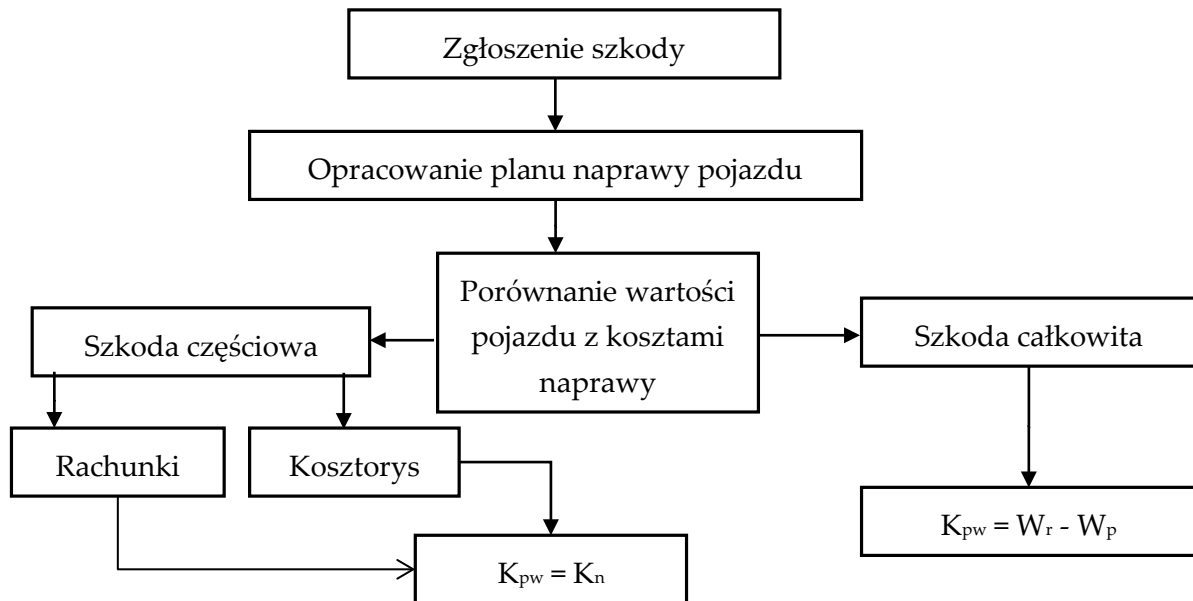 Zgłoszenie szkody
Opracowanie planu naprawy pojazdu
Porównanie wartości
pojazdu z kosztami
naprawy
Szkoda częściowa
Szkoda całkowita
Rachunki
Kosztorys
Kpw = Wr - Wp
Kpw = Kn